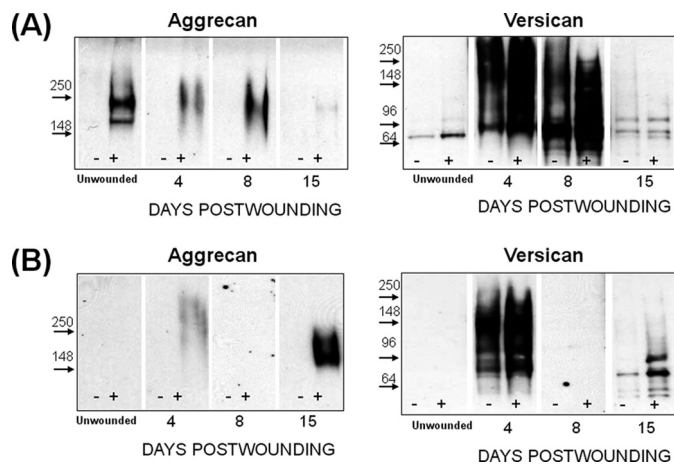 (A)
Aggrecan
Versican
250
148
- + - + - + - +
Unwounded 4 8 15
DAYS POSTWOUNDING
250
148
96
64
- + - + - + - +
Unwounded 4 8 15
DAYS POSTWOUNDING
(B)
Aggrecan
Versican
250
148
- + - + - + - +
Unwounded 4 8 15
DAYS POSTWOUNDING
250
148
96
64
- + - + - + - +
Unwounded 4 8 15
DAYS POSTWOUNDING